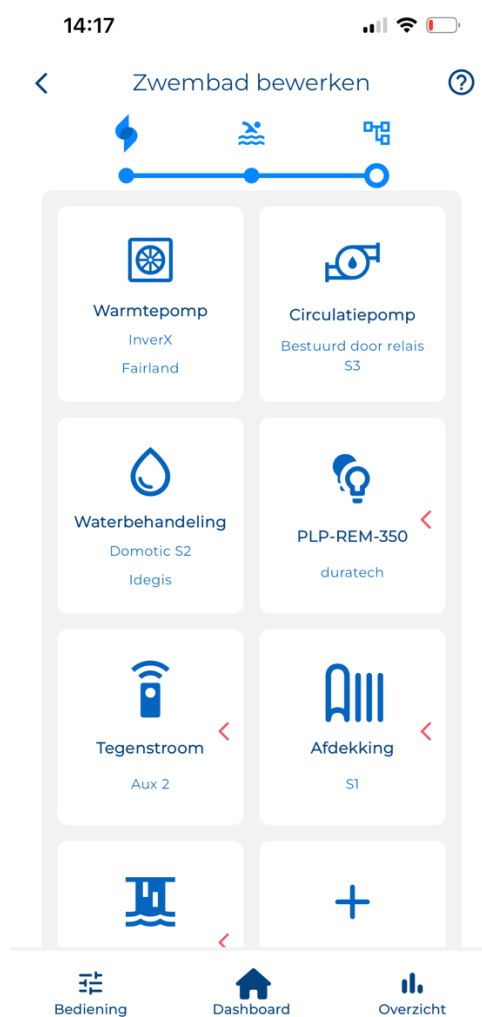 14:17
Zwembad bewerken
Warmtepomp
InverX
Fairland
Circulatiepomp
Bestuurd door relais
S3
Waterbehandeling
Domotic S2
Idegis
PLP-REM-350
duratech
Tegenstroom
Aux 2
Afdekking
S1
Bediening
Dashboard
Overzicht